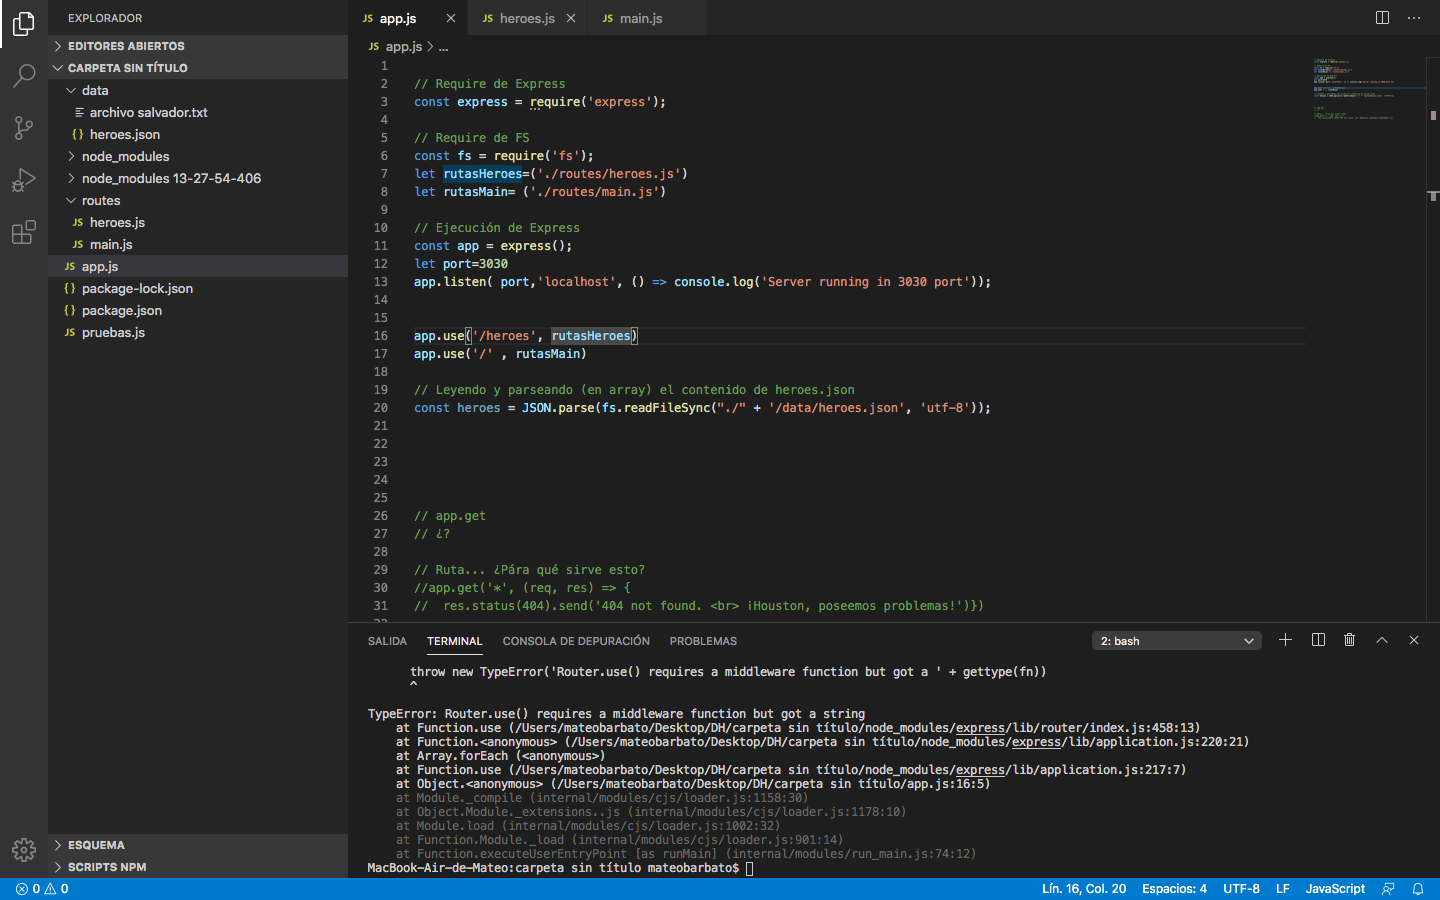 EXPLORADOR
EDITORES ABIERTOS
CARPETA SIN TÍTULO
data
archivo salvador.txt
{} heroes.json
node_modules
node_modules 13-27-54-406
routes
JS heroes.js
JS main.js
JS app.js
{} package-lock.json
{} package.json
JS pruebas.js
ESQUEMA
SCRIPTS NPM
JS app.js
JS heroes.js
JS main.js
JS app.js > ...
1
2 // Require de Express
3 const express = require('express');
4
5 // Require de FS
6 const fs = require('fs');
7 let rutasHeroes=('./routes/heroes.js')
8 let rutasMain= ('./routes/main.js')
9
10 // Ejecución de Express
11 const app = express();
12 let port=3030
13 app.listen( port,'localhost', () => console.log('Server running in 3030 port'));
14
15
16 app.use('/heroes', rutasHeroes)
17 app.use('/' , rutasMain)
18
19 // Leyendo y parseando (en array) el contenido de heroes.json
20 const heroes = JSON.parse(fs.readFileSync("./" + '/data/heroes.json', 'utf-8'));
21
22
23
24
25
26 // app.get
27 // ¿?
28
29 // Ruta... ¿Pára qué sirve esto?
30 //app.get('*', (req, res) => {
31 //  res.status(404).send('404 not found. <br> ¡Houston, poseemos problemas!')})
SALIDA TERMINAL CONSOLA DE DEPURACIÓN PROBLEMAS
2: bash
throw new TypeError('Router.use() requires a middleware function but got a ' + gettype(fn))
^
TypeError: Router.use() requires a middleware function but got a string
at Function.use (/Users/mateobarbato/Desktop/DH/carpeta sin título/node_modules/express/lib/router/index.js:458:13)
at Function.<anonymous> (/Users/mateobarbato/Desktop/DH/carpeta sin título/node_modules/express/lib/application.js:220:21)
at Array.forEach (<anonymous>)
at Function.use (/Users/mateobarbato/Desktop/DH/carpeta sin título/node_modules/express/lib/application.js:217:7)
at Object.<anonymous> (/Users/mateobarbato/Desktop/DH/carpeta sin título/app.js:16:5)
at Module._compile (internal/modules/cjs/loader.js:1158:30)
at Object.Module._extensions..js (internal/modules/cjs/loader.js:1178:10)
at Module.load (internal/modules/cjs/loader.js:1002:32)
at Function.Module._load (internal/modules/cjs/loader.js:901:14)
at Function.executeUserEntryPoint [as runMain] (internal/modules/run_main.js:74:12)
MacBook-Air-de-Mateo:carpeta sin título mateobarbato$
0 0
Lín. 16, Col. 20 Espacios: 4 UTF-8 LF JavaScript